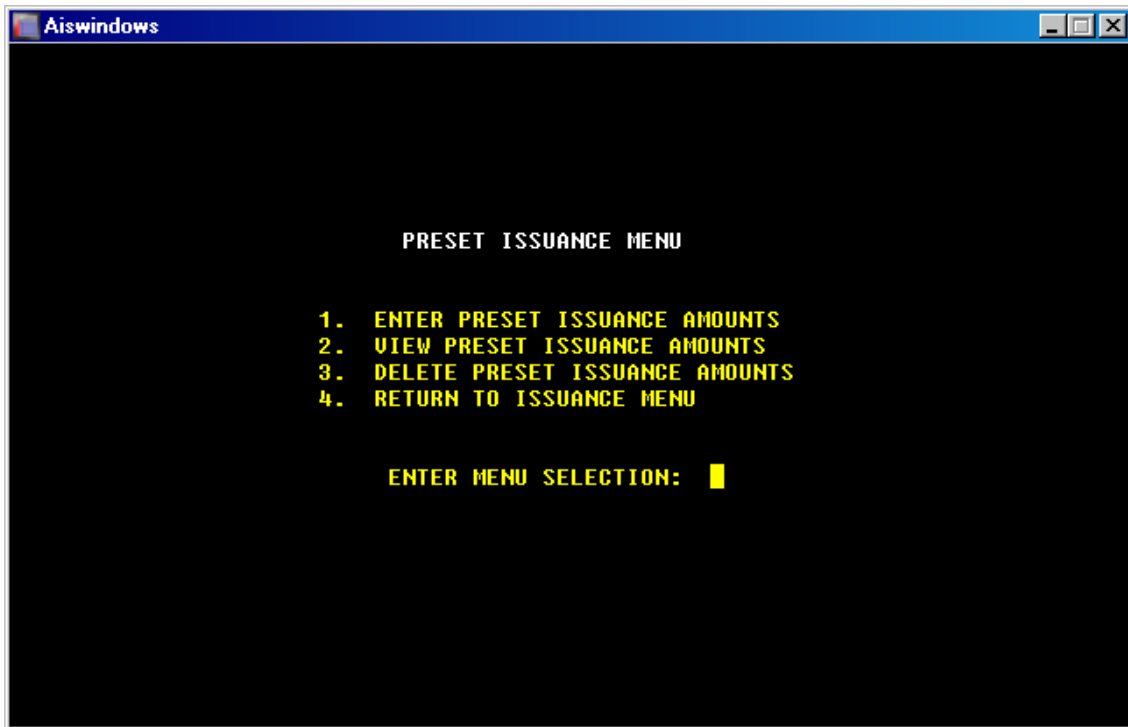 Aiswindows
PRESET ISSUANCE MENU
1. ENTER PRESET ISSUANCE AMOUNTS
2. VIEW PRESET ISSUANCE AMOUNTS
3. DELETE PRESET ISSUANCE AMOUNTS
4. RETURN TO ISSUANCE MENU
ENTER MENU SELECTION: